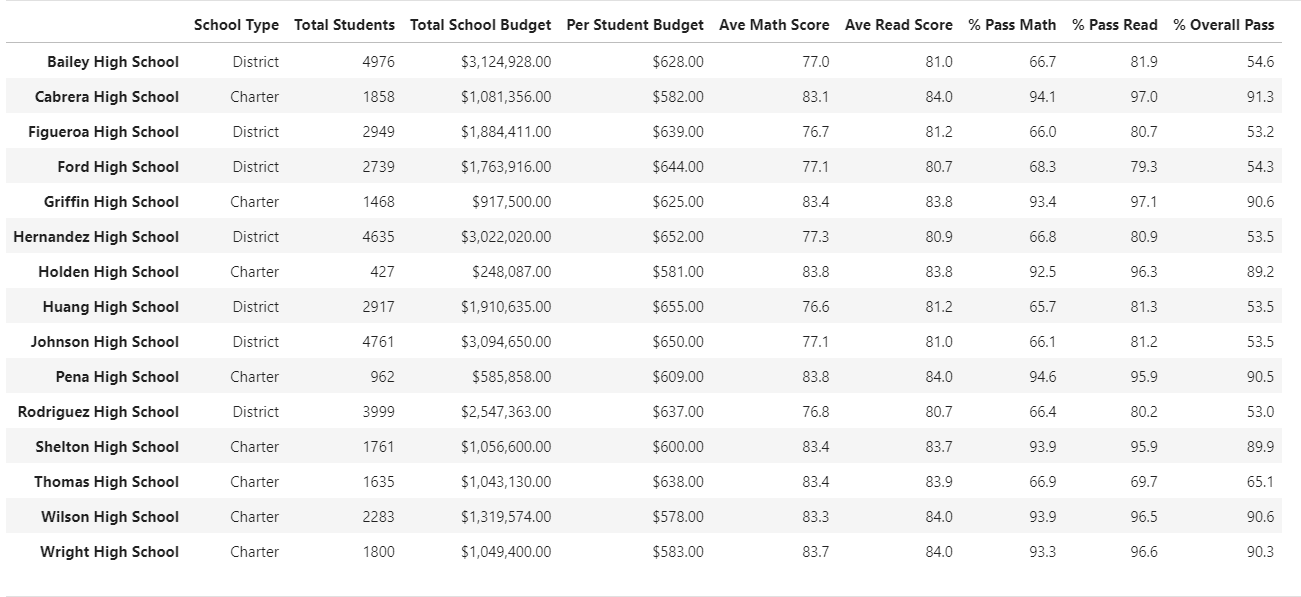 School Type Total Students Total School Budget Per Student Budget Ave Math Score Ave Read Score % Pass Math % Pass Read % Overall Pass
Bailey High School District 4976 $3,124,928.00 $628.00 77.0 81.0 66.7 81.9 54.6
Cabrera High School Charter 1858 $1,081,356.00 $582.00 83.1 84.0 94.1 97.0 91.3
Figueroa High School District 2949 $1,884,411.00 $639.00 76.7 81.2 66.0 80.7 53.2
Ford High School District 2739 $1,763,916.00 $644.00 77.1 80.7 68.3 79.3 54.3
Griffin High School Charter 1468 $917,500.00 $625.00 83.4 83.8 93.4 97.1 90.6
Hernandez High School District 4635 $3,022,020.00 $652.00 77.3 80.9 66.8 80.9 53.5
Holden High School Charter 427 $248,087.00 $581.00 83.8 83.8 92.5 96.3 89.2
Huang High School District 2917 $1,910,635.00 $655.00 76.6 81.2 65.7 81.3 53.5
Johnson High School District 4761 $3,094,650.00 $650.00 77.1 81.0 66.1 81.2 53.5
Pena High School Charter 962 $585,858.00 $609.00 83.8 84.0 94.6 95.9 90.5
Rodriguez High School District 3999 $2,547,363.00 $637.00 76.8 80.7 66.4 80.2 53.0
Shelton High School Charter 1761 $1,056,600.00 $600.00 83.4 83.7 93.9 95.9 89.9
Thomas High School Charter 1635 $1,043,130.00 $638.00 83.4 83.9 66.9 69.7 65.1
Wilson High School Charter 2283 $1,319,574.00 $578.00 83.3 84.0 93.9 96.5 90.6
Wright High School Charter 1800 $1,049,400.00 $583.00 83.7 84.0 93.3 96.6 90.3